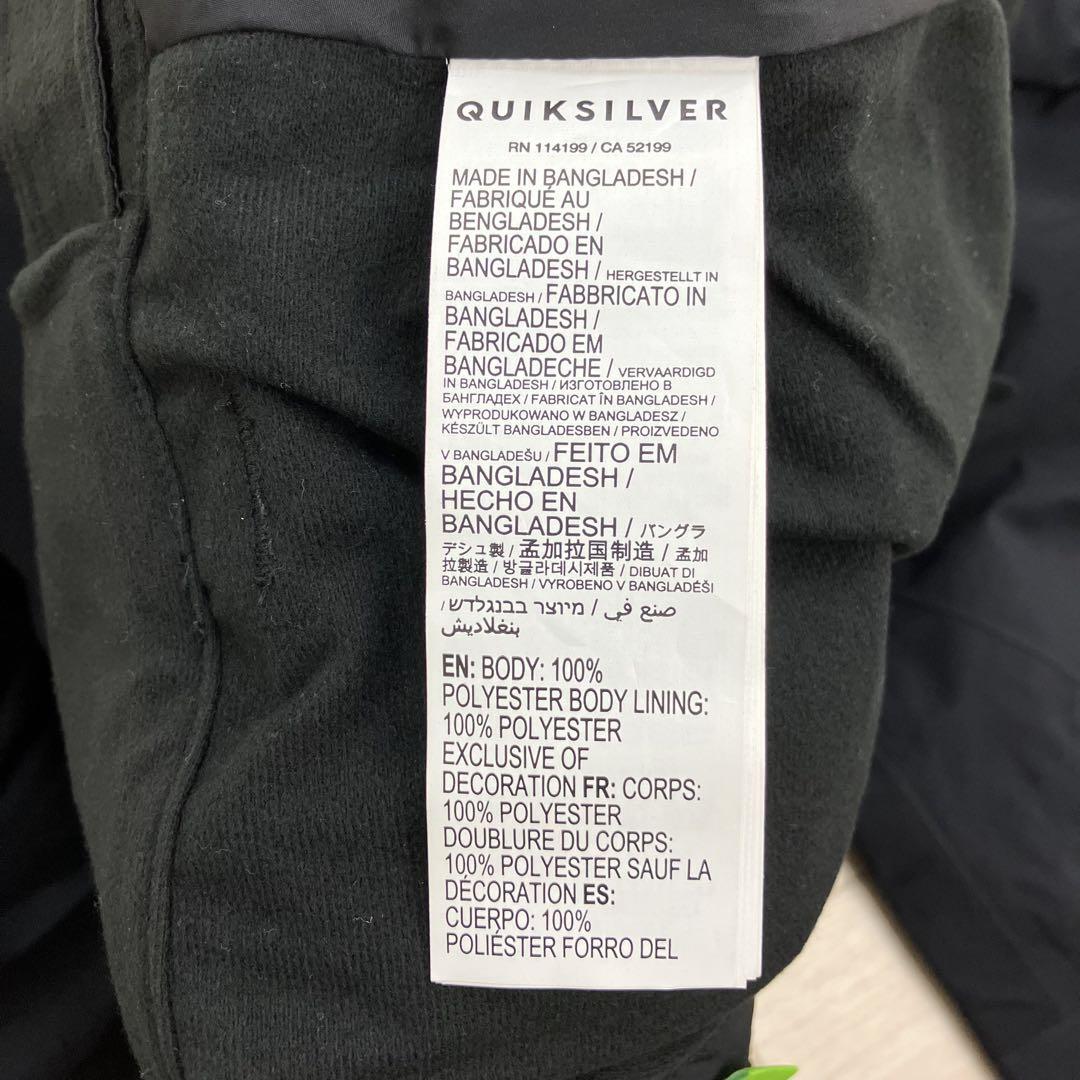 QUIKSILVER
RN 114199 / CA 52199
MADE IN BANGLADESH /
FABRIQUÉ AU
BENGLADESH /
FABRICADO EN
BANGLADESH / HERGESTELLT IN
BANGLADESH / FABBRICATO IN
BANGLADESH /
FABRICADO EM
BANGLADECHE / VERVAARDIGD
IN BANGLADESH / ИЗГОТОВЛЕНО В
БАНГЛАДЕХ / FABRICAT ÎN BANGLADESH /
WYPRODUKOWANO W BANGLADESZ /
KÉSZÜLT BANGLADESBEN / PROIZVEDENO
V BANGLADEŠU / FEITO EM
BANGLADESH /
HECHO EN
BANGLADESH / バングラ
デシュ製 / 孟加拉国制造 / 孟加
拉製造 / 방글라데시제품 / DIBUAT DI
BANGLADESH / VYROBENO V BANGLADÉŠI
/ מיוצר בבנגלדש / صنع في
بنغلاديش
EN: BODY: 100%
POLYESTER BODY LINING:
100% POLYESTER
EXCLUSIVE OF
DECORATION FR: CORPS:
100% POLYESTER
DOUBLURE DU CORPS:
100% POLYESTER SAUF LA
DÉCORATION ES:
CUERPO: 100%
POLIÉSTER FORRO DEL